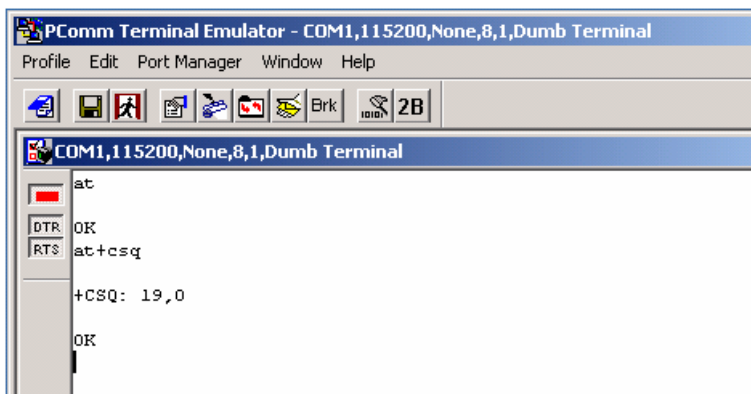 PComm Terminal Emulator - COM1,115200,None,8,1,Dumb Terminal
Profile Edit Port Manager Window Help
Brk 2B
COM1,115200,None,8,1,Dumb Terminal
at
OK
at+csq
+CSQ: 19,0
OK
DTR
RTS